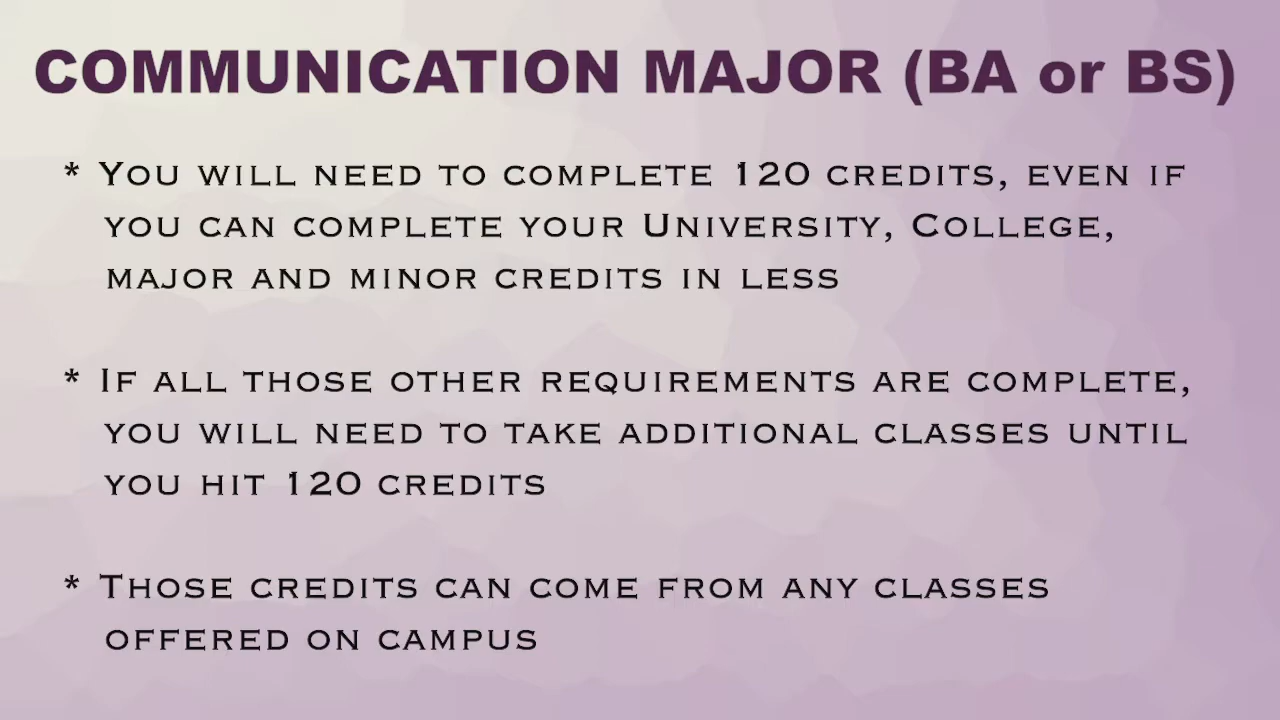 COMMUNICATION MAJOR (BA or BS)
* You will need to complete 120 credits, even if
you can complete your University, College,
major and minor credits in less
* If all those other requirements are complete,
you will need to take additional classes until
you hit 120 credits
* Those credits can come from any classes
offered on campus